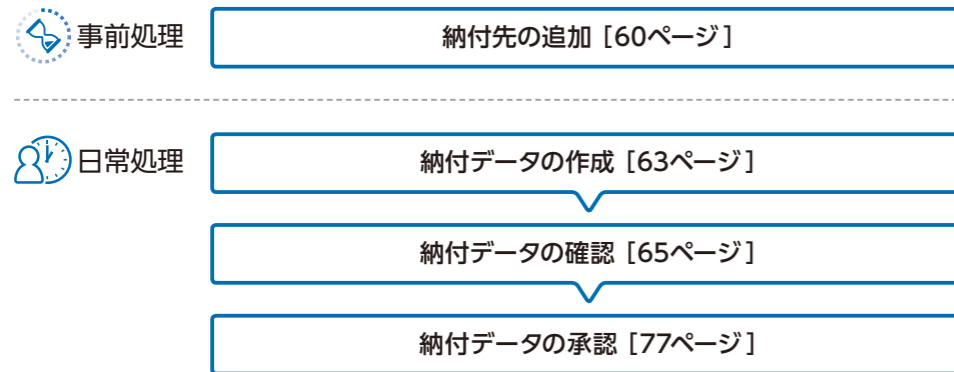 事前処理
納付先の追加［60ページ］
日常処理
納付データの作成［63ページ］
納付データの確認［65ページ］
納付データの承認［77ページ］